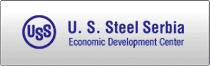 USS
U. S. Steel Serbia
Economic Development Center